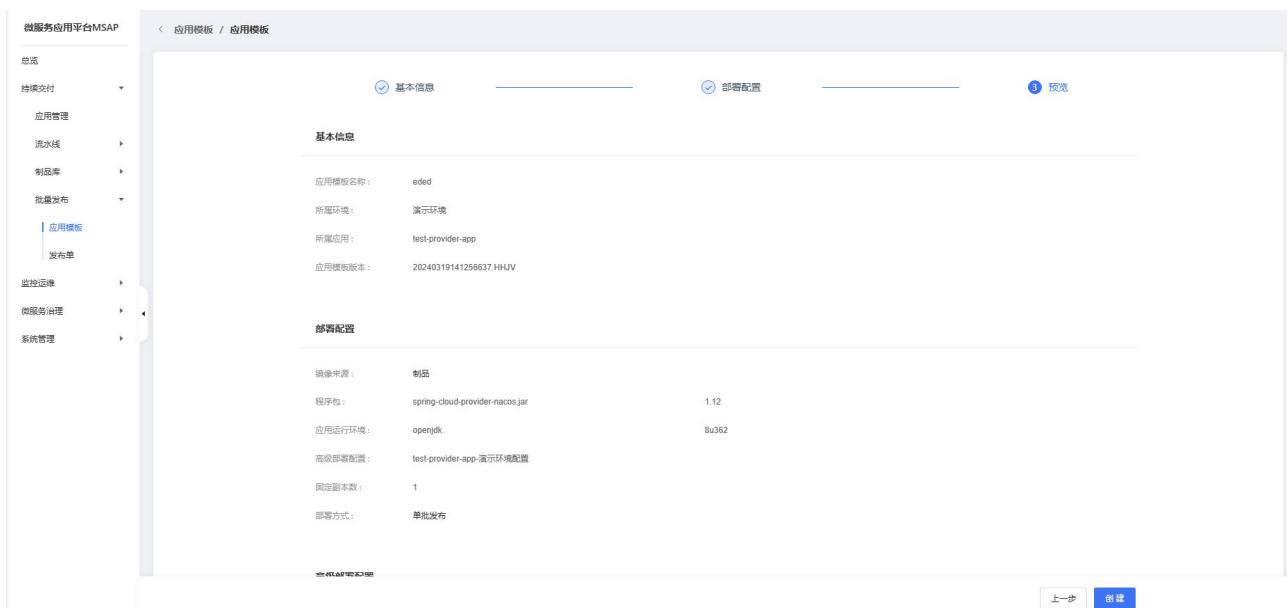 微服务应用平台MSAP
应用模板 / 应用模板
总览
持续交付
应用管理
流水线
制品库
批量发布
应用模板
发布单
监控运维
微服务治理
系统管理
基本信息
部署配置
3 预览
基本信息
应用模板名称： eded
所属环境： 演示环境
所属应用： test-provider-app
应用模板版本： 20240319141256637.HHJV
部署配置
镜像来源： 制品
程序包： spring-cloud-provider-nacos.jar 1.12
应用运行环境： openjdk 8u362
高级部署配置： test-provider-app-演示环境配置
固定副本数： 1
部署方式： 单批发布
高级部署配置
上一步 创建